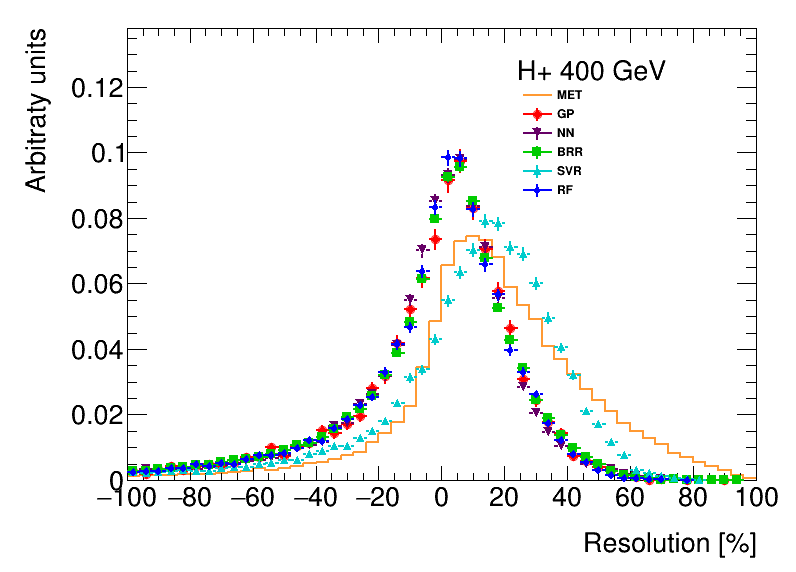 Arbitraty units
H+ 400 GeV
MET
GP
NN
BRR
SVR
RF
0.12
0.1
0.08
0.06
0.04
0.02
0
−100 −80 −60 −40 −20 0 20 40 60 80 100
Resolution [%]